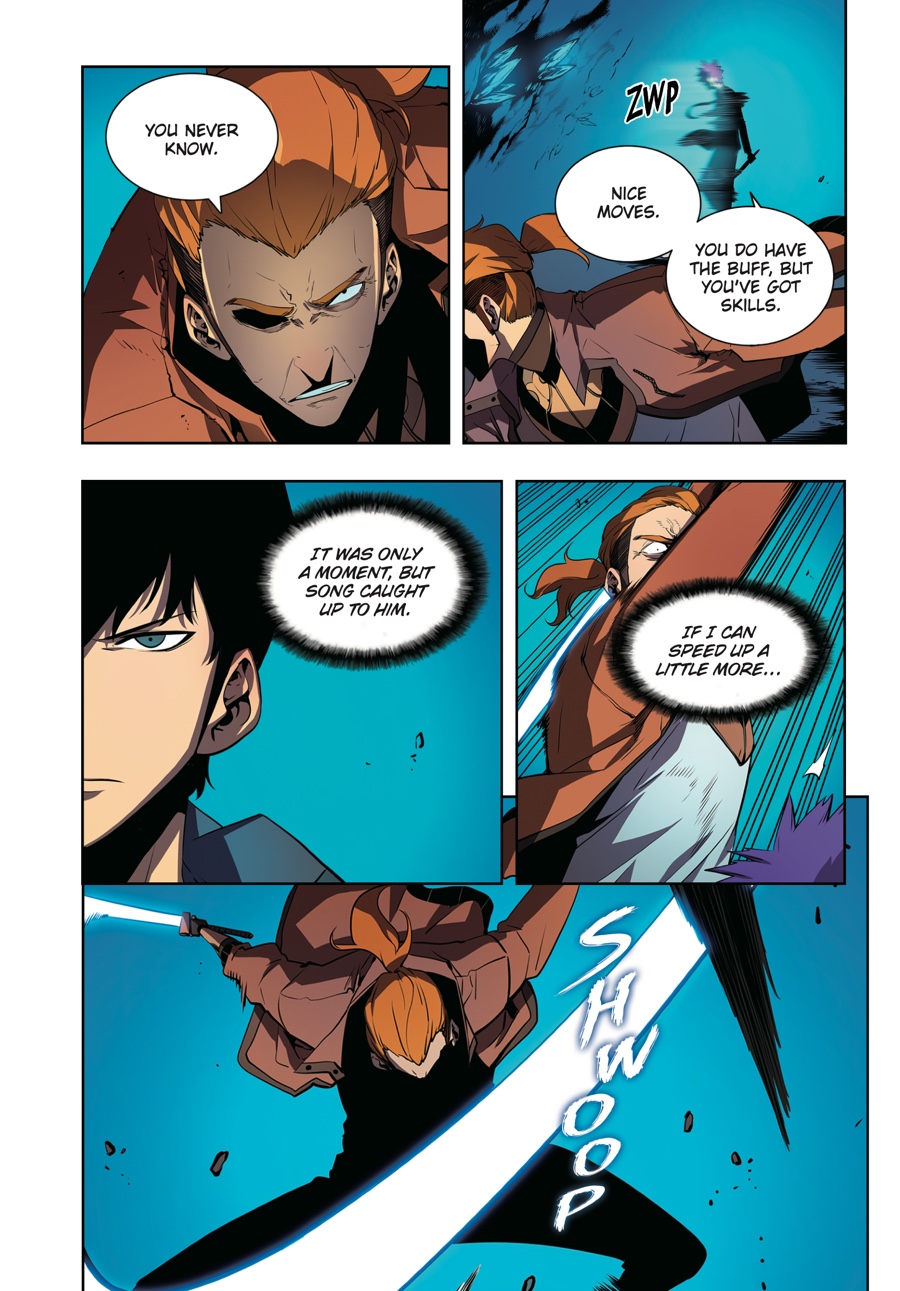 YOU NEVER
KNOW.
ZWP
NICE
MOVES.
YOU DO HAVE
THE BUFF, BUT
YOU'VE GOT
SKILLS.
IT WAS ONLY
A MOMENT, BUT
SONG CAUGHT
UP TO HIM.
IF I CAN
SPEED UP A
LITTLE MORE...
SHWOOP